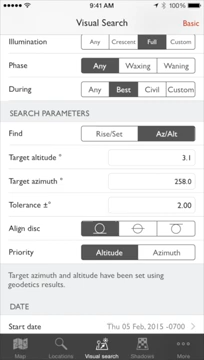 9:41 AM 100%
Visual Search Basic
Illumination Any Crescent Full Custom
Phase Any Waxing Waning
During Any Best Civil Custom
SEARCH PARAMETERS
Find Rise/Set Az/Alt
Target altitude ° 3.1
Target azimuth ° 258.0
Tolerance ±° 2.00
Align disc
Priority Altitude Azimuth
Target azimuth and altitude have been set using
geodetics results.
DATE
Start date Thu 05 Feb, 2015 -0700
Map Locations Visual search Shadows More